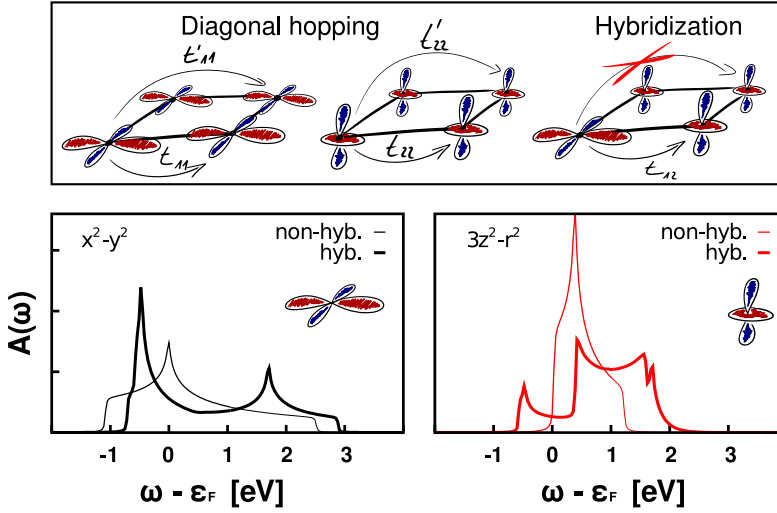 Diagonal hopping
Hybridization
t'₁₁
t'₂₂
t₁₁
t₂₂
t₁₂
x²-y²
non-hyb.
hyb.
A(ω)
-1 0 1 2 3
ω - εF [eV]
3z²-r²
non-hyb.
hyb.
-1 0 1 2 3
ω - εF [eV]